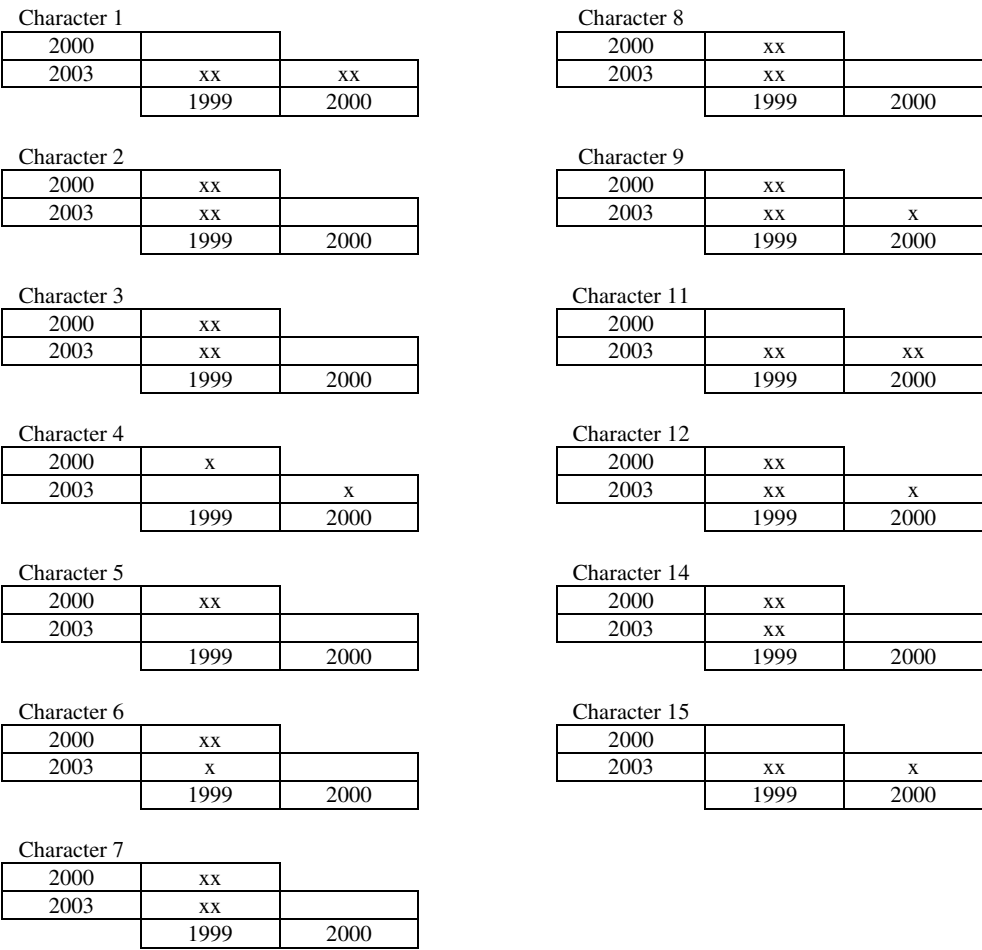 Character 1
2000
2003 xx xx
1999 2000
Character 2
2000 xx
2003 xx
1999 2000
Character 3
2000 xx
2003 xx
1999 2000
Character 4
2000 x
2003 x
1999 2000
Character 5
2000 xx
2003
1999 2000
Character 6
2000 xx
2003 x
1999 2000
Character 7
2000 xx
2003 xx
1999 2000
Character 8
2000 xx
2003 xx
1999 2000
Character 9
2000 xx
2003 xx x
1999 2000
Character 11
2000
2003 xx xx
1999 2000
Character 12
2000 xx
2003 xx x
1999 2000
Character 14
2000 xx
2003 xx
1999 2000
Character 15
2000
2003 xx x
1999 2000